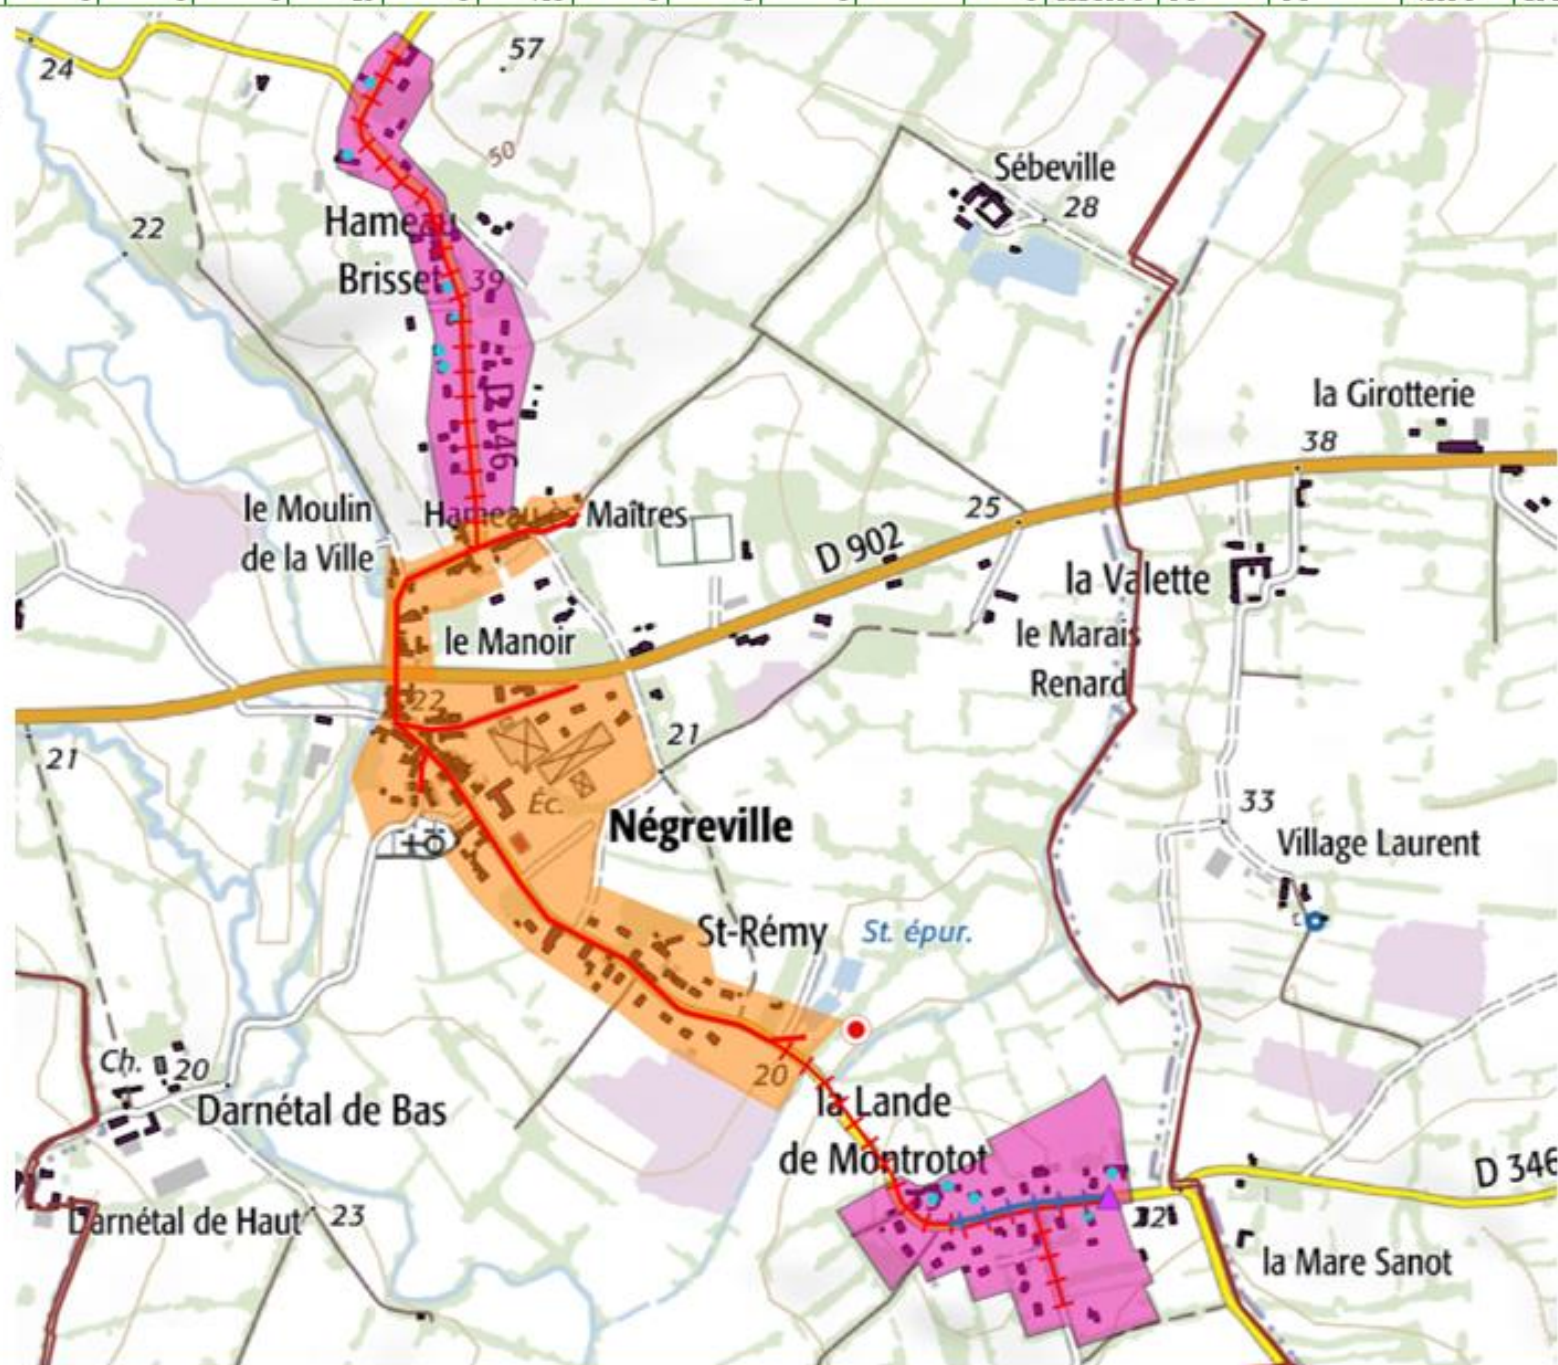 24
57
50
Sébeville
28
22
Hameau
Brisset
39
la Girotterie
38
D 146
le Moulin
de la Ville
Hameau ès Maîtres
25
D 902
la Valette
le Manoir
le Marais
Renard
22
21
21
Éc.
Négreville
33
Village Laurent
St-Rémy
St. épur.
Ch.
20
20
Darnétal de Bas
la Lande
de Montrotot
D 346
Darnétal de Haut
23
la Mare Sanot